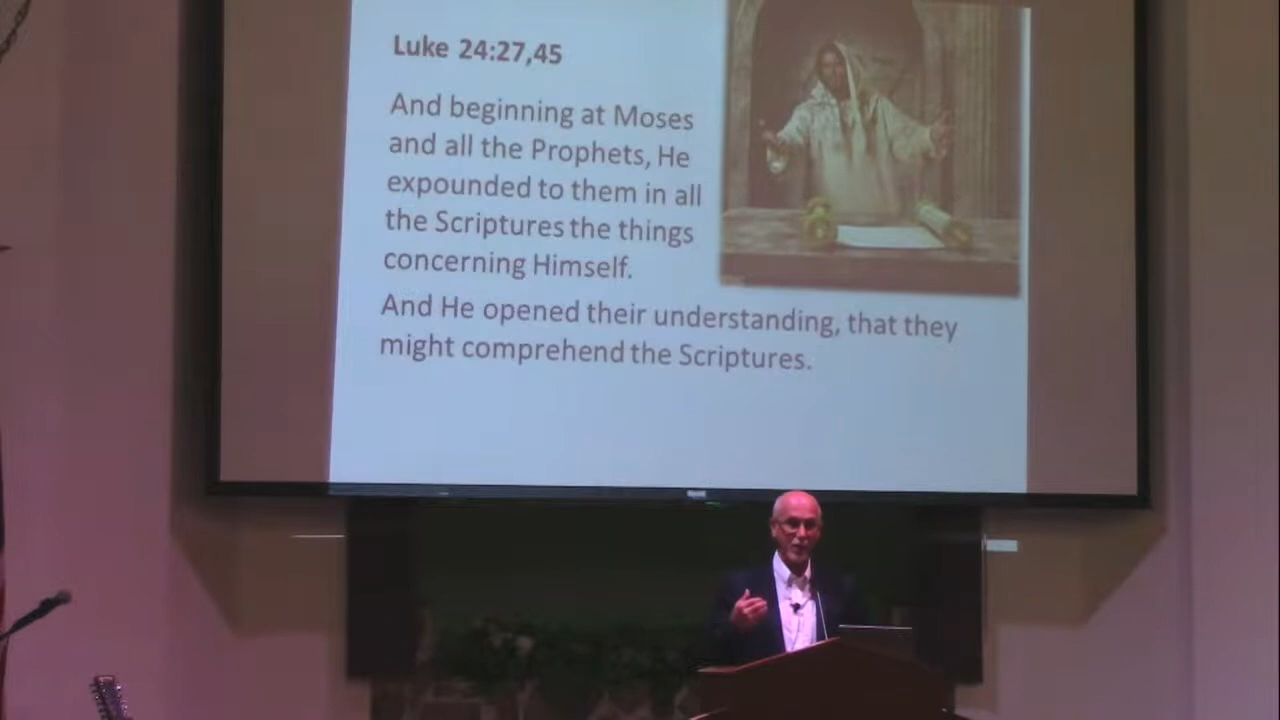 Luke 24:27,45
And beginning at Moses
and all the Prophets, He
expounded to them in all
the Scriptures the things
concerning Himself.
And He opened their understanding, that they
might comprehend the Scriptures.